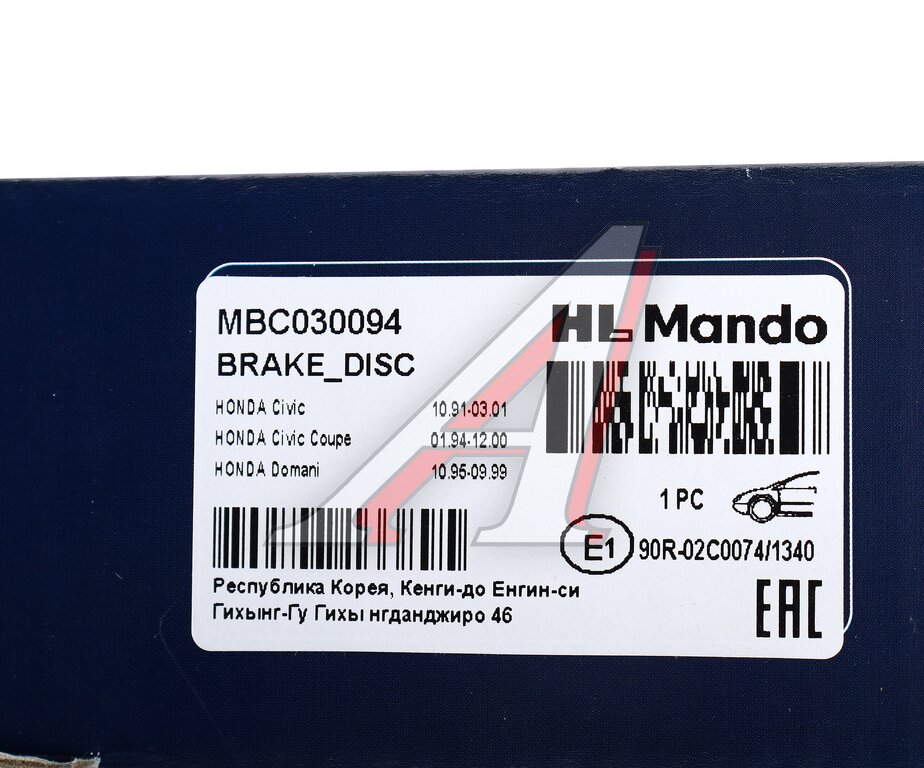 MBC030094
BRAKE_DISC
HL Mando
HONDA Civic 10.91-03.01
HONDA Civic Coupe 01.94-12.00
HONDA Domani 10.95-09.99
1 PC
E1 90R-02C0074/1340
Республика Корея, Кенги-до Енгин-си
Гихынг-Гу Гихы нгданджиро 46
EAC